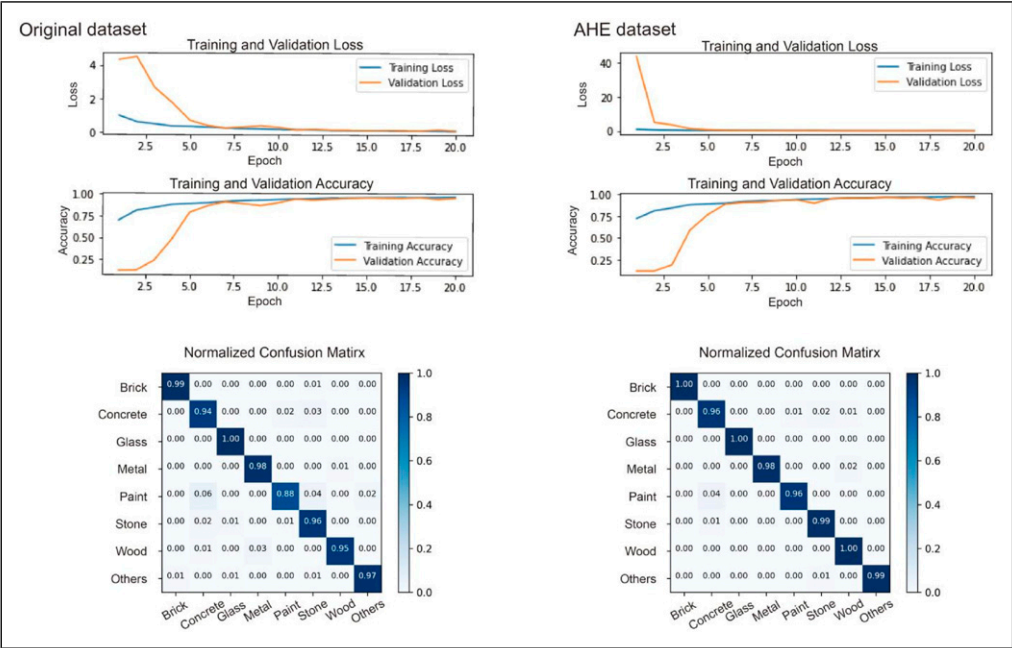 Original dataset
Training and Validation Loss
Training Loss
Validation Loss
Loss
4
2
0
2.5 5.0 7.5 10.0 12.5 15.0 17.5 20.0
Epoch
Training and Validation Accuracy
1.00
0.75
0.50
0.25
Accuracy
Training Accuracy
Validation Accuracy
2.5 5.0 7.5 10.0 12.5 15.0 17.5 20.0
Epoch
Normalized Confusion Matirx
Brick 0.99 0.00 0.00 0.00 0.00 0.01 0.00 0.00
Concrete 0.00 0.94 0.00 0.00 0.02 0.03 0.00 0.00
Glass 0.00 0.00 1.00 0.00 0.00 0.00 0.00 0.00
Metal 0.00 0.00 0.00 0.98 0.00 0.00 0.01 0.00
Paint 0.00 0.06 0.00 0.00 0.88 0.04 0.00 0.02
Stone 0.00 0.02 0.01 0.00 0.01 0.96 0.00 0.00
Wood 0.00 0.01 0.00 0.03 0.00 0.00 0.95 0.00
Others 0.01 0.00 0.01 0.00 0.00 0.01 0.00 0.97
Brick Concrete Glass Metal Paint Stone Wood Others
1.0
0.8
0.6
0.4
0.2
0.0
AHE dataset
Training and Validation Loss
Training Loss
Validation Loss
Loss
40
20
0
2.5 5.0 7.5 10.0 12.5 15.0 17.5 20.0
Epoch
Training and Validation Accuracy
1.00
0.75
0.50
0.25
Accuracy
Training Accuracy
Validation Accuracy
2.5 5.0 7.5 10.0 12.5 15.0 17.5 20.0
Epoch
Normalized Confusion Matirx
Brick 1.00 0.00 0.00 0.00 0.00 0.00 0.00 0.00
Concrete 0.00 0.96 0.00 0.00 0.01 0.02 0.01 0.00
Glass 0.00 0.00 1.00 0.00 0.00 0.00 0.00 0.00
Metal 0.00 0.00 0.00 0.98 0.00 0.00 0.02 0.00
Paint 0.00 0.04 0.00 0.00 0.96 0.00 0.00 0.00
Stone 0.00 0.01 0.00 0.00 0.00 0.99 0.00 0.00
Wood 0.00 0.00 0.00 0.00 0.00 0.00 1.00 0.00
Others 0.00 0.00 0.00 0.00 0.00 0.01 0.00 0.99
Brick Concrete Glass Metal Paint Stone Wood Others
1.0
0.8
0.6
0.4
0.2
0.0